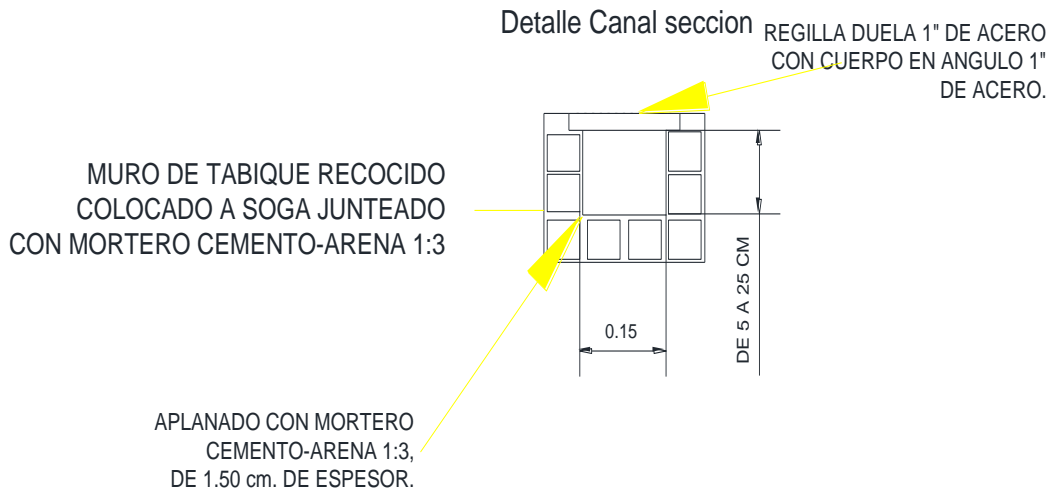 Detalle Canal seccion
REGILLA DUELA 1" DE ACERO
CON CUERPO EN ANGULO 1"
DE ACERO.
MURO DE TABIQUE RECOCIDO
COLOCADO A SOGA JUNTEADO
CON MORTERO CEMENTO-ARENA 1:3
DE 5 A 25 CM
0.15
APLANADO CON MORTERO
CEMENTO-ARENA 1:3,
DE 1.50 cm. DE ESPESOR.